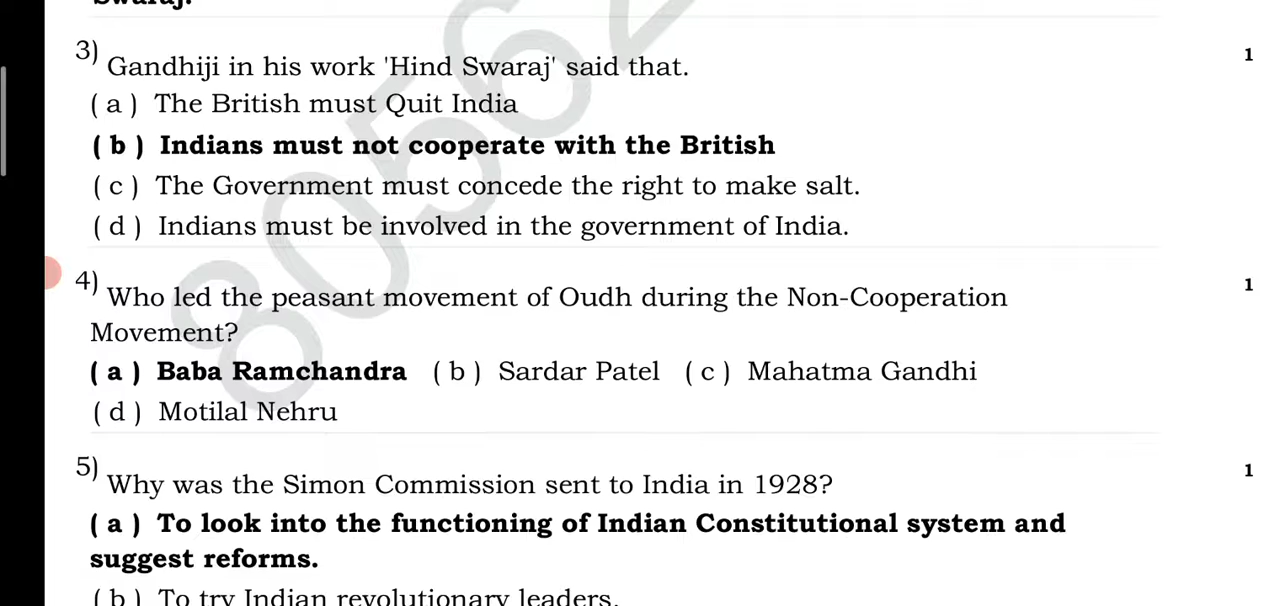 3)
Gandhiji in his work 'Hind Swaraj' said that.
1
( a ) The British must Quit India
( b ) Indians must not cooperate with the British
( c ) The Government must concede the right to make salt.
( d ) Indians must be involved in the government of India.
4)
Who led the peasant movement of Oudh during the Non-Cooperation
1
Movement?
( a ) Baba Ramchandra ( b ) Sardar Patel ( c ) Mahatma Gandhi
( d ) Motilal Nehru
5)
Why was the Simon Commission sent to India in 1928?
1
( a ) To look into the functioning of Indian Constitutional system and
suggest reforms.
( b ) To try Indian revolutionary leaders.